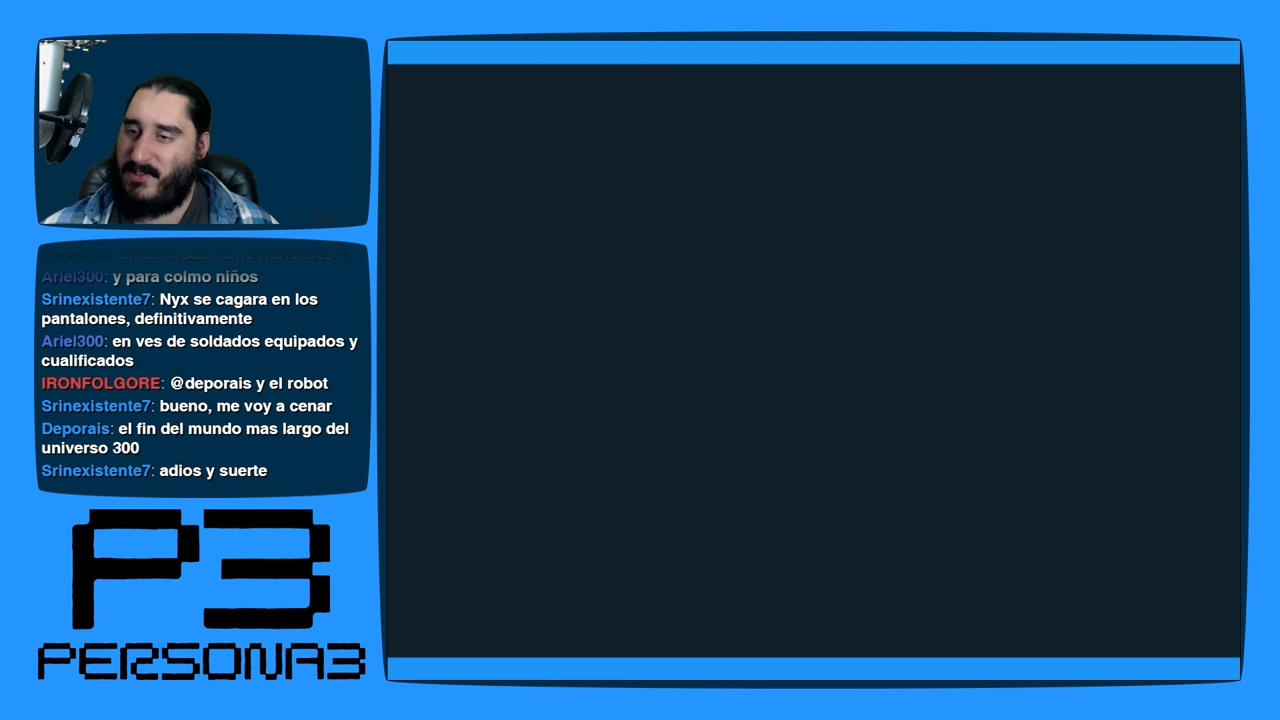 Ariel300: y para colmo niños
Srinexistente7: Nyx se cagara en los
pantalones, definitivamente
Ariel300: en ves de soldados equipados y
cualificados
IRONFOLGORE: @deporais y el robot
Srinexistente7: bueno, me voy a cenar
Deporais: el fin del mundo mas largo del
universo 300
Srinexistente7: adios y suerte
P3
PERSONA3